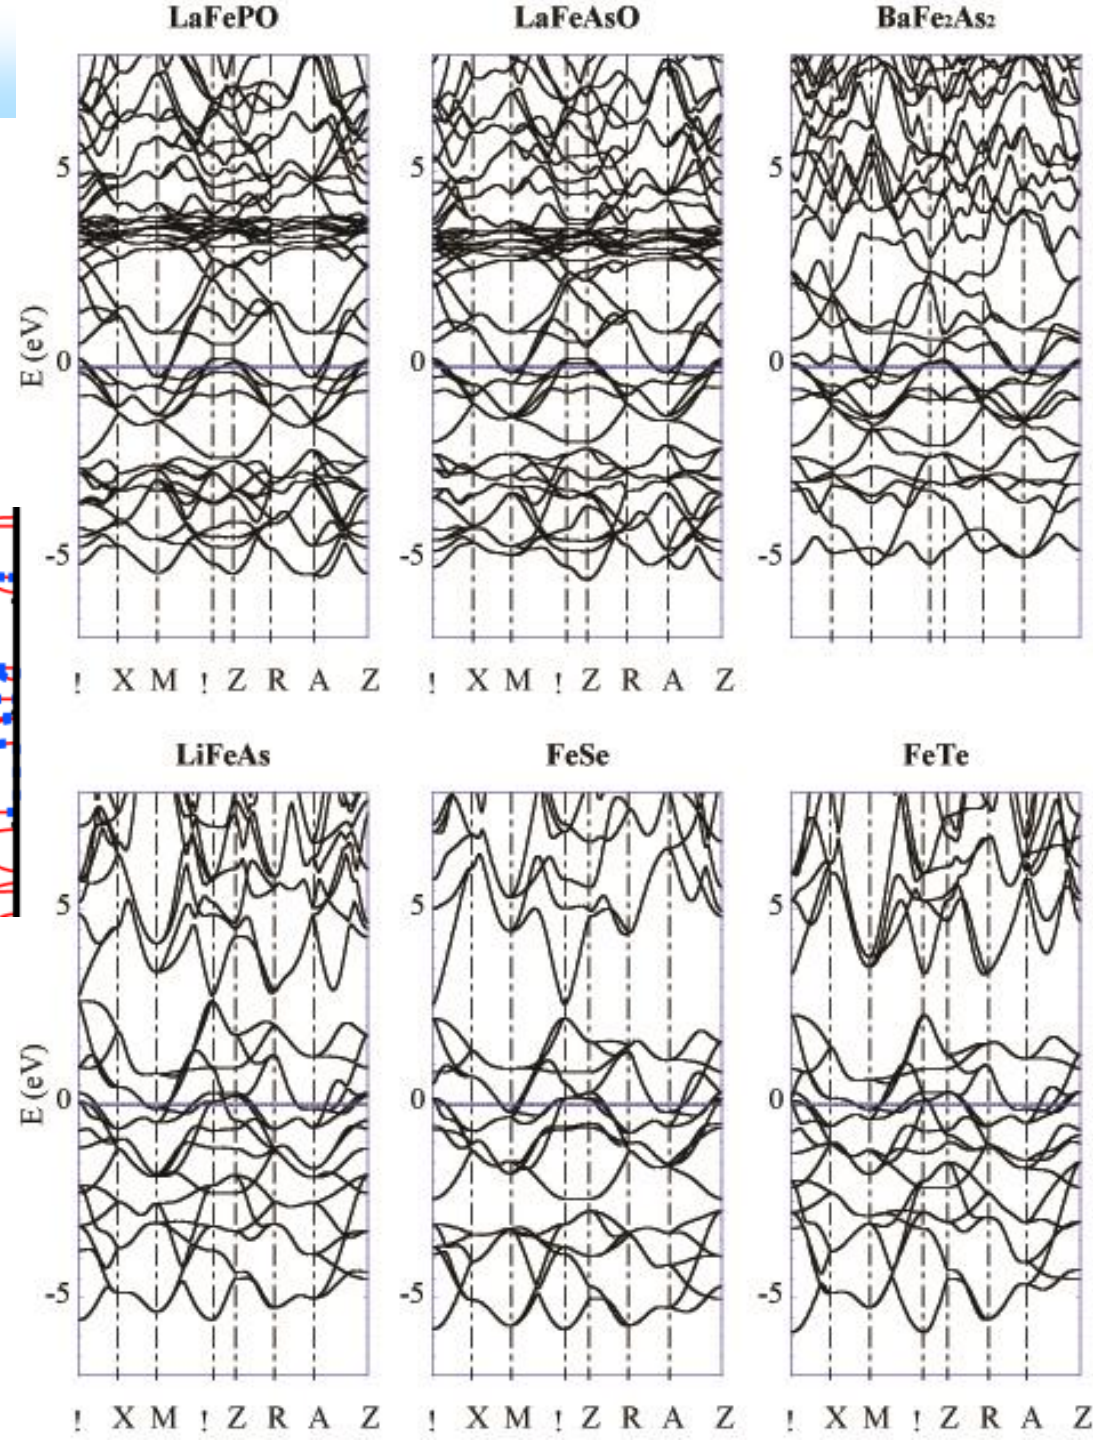 LaFePO LaFeAsO BaFe₂As₂
5 5 5
0 0 0
E (eV)
-5 -5 -5
! X M ! Z R A Z ! X M ! Z R A Z
LiFeAs FeSe FeTe
5 5 5
0 0 0
E (eV)
-5 -5 -5
! X M ! Z R A Z ! X M ! Z R A Z ! X M ! Z R A Z